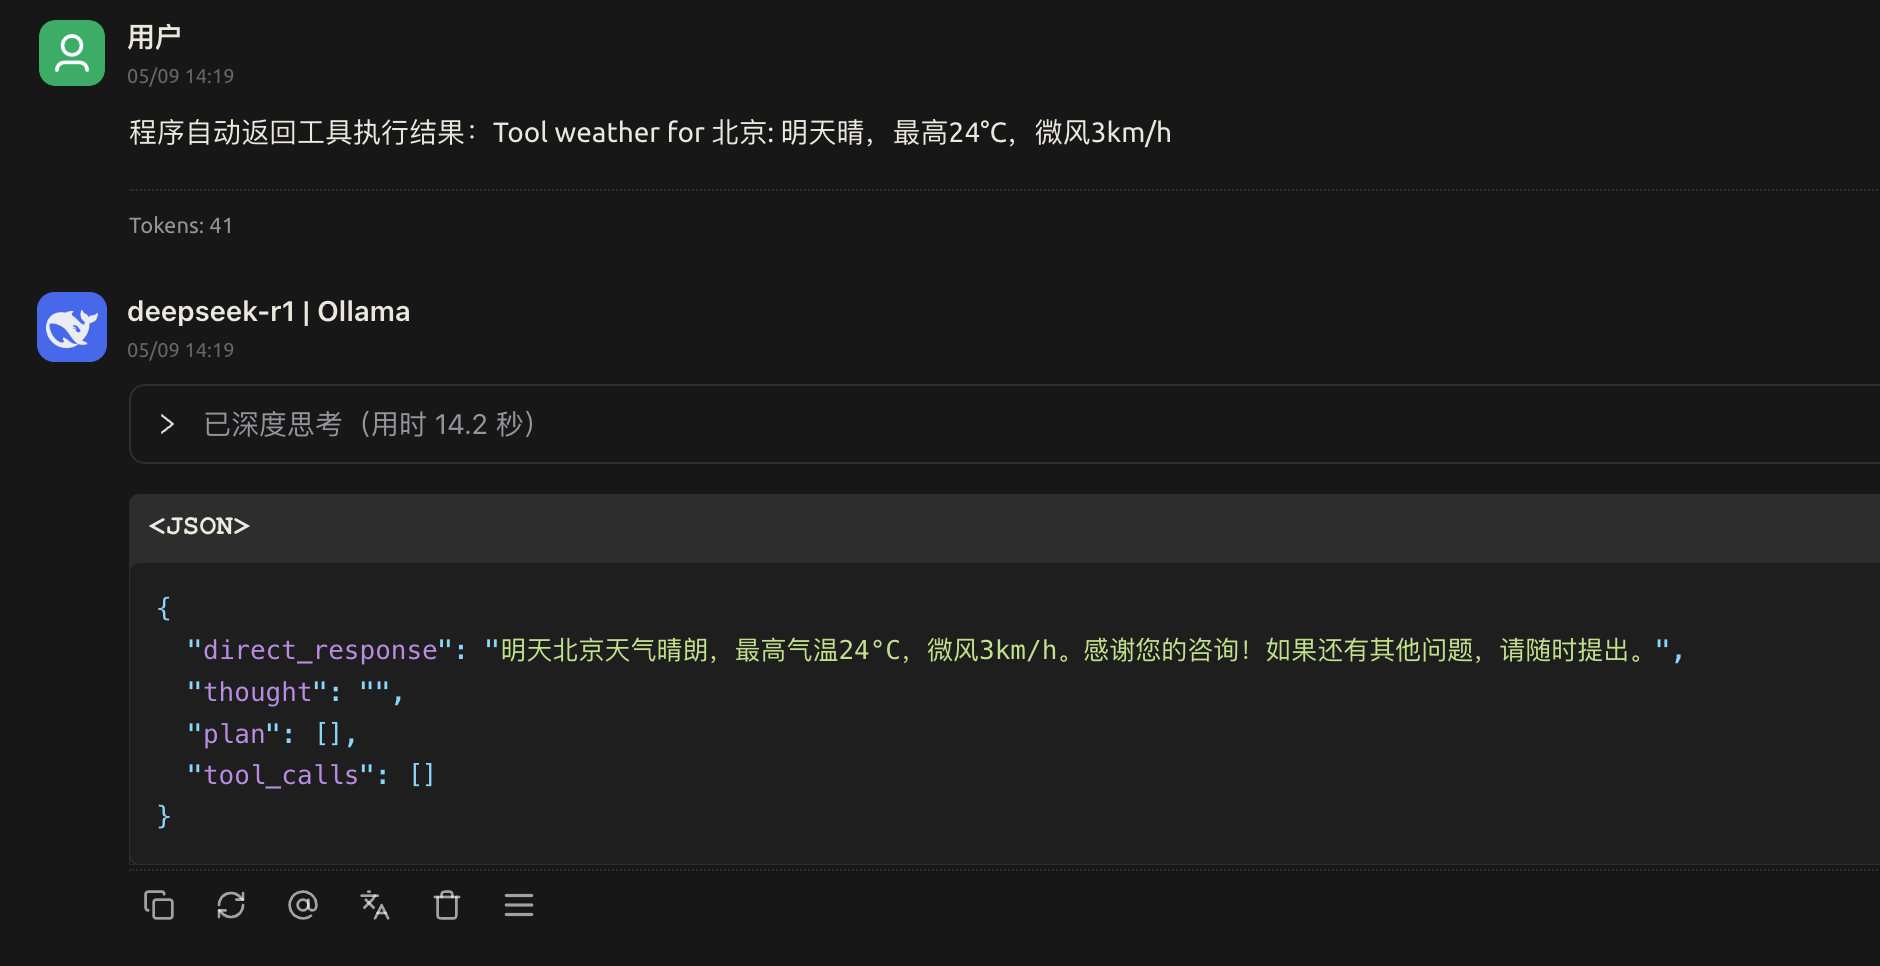 用户
05/09 14:19
程序自动返回工具执行结果：Tool weather for 北京: 明天晴，最高24°C，微风3km/h
Tokens: 41
deepseek-r1 | Ollama
05/09 14:19
已深度思考（用时 14.2 秒）
<JSON>
{
  "direct_response": "明天北京天气晴朗，最高气温24°C，微风3km/h。感谢您的咨询！如果还有其他问题，请随时提出。",
  "thought": "",
  "plan": [],
  "tool_calls": []
}